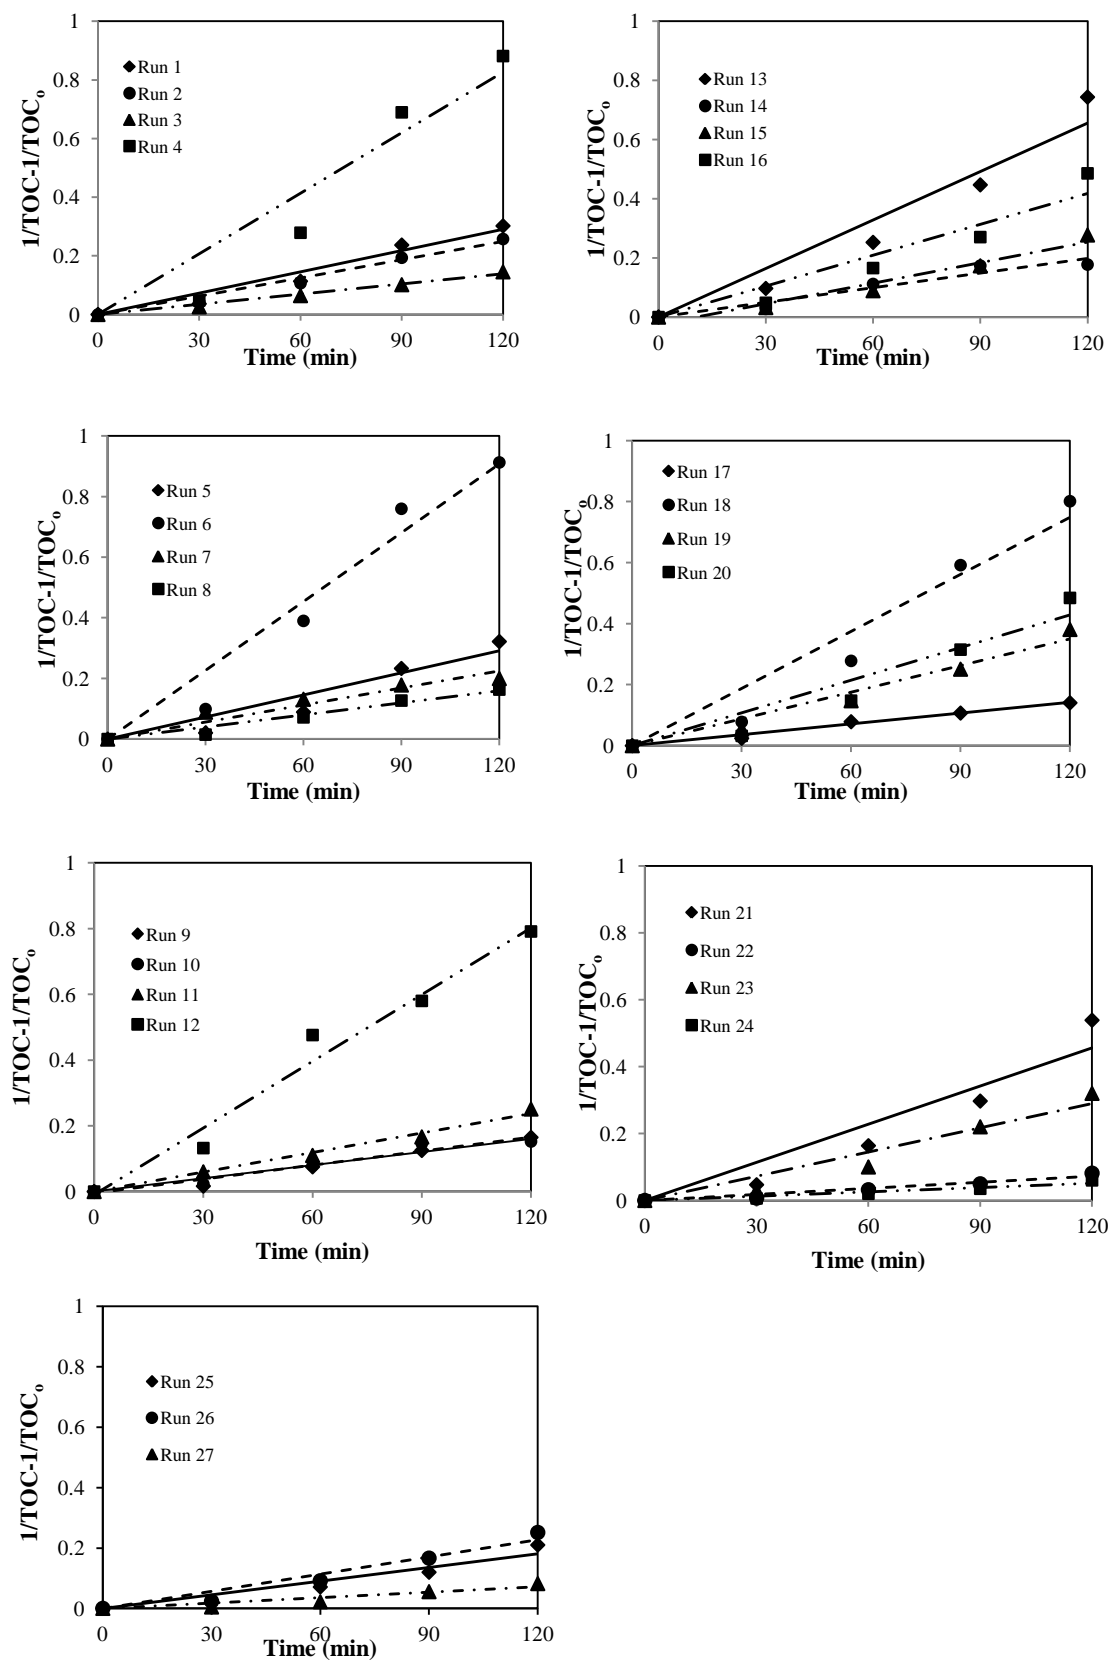 1
0.8
0.6
0.4
0.2
0
0 30 60 90 120
Time (min)
1/TOC-1/TOCo
Run 1
Run 2
Run 3
Run 4
1
0.8
0.6
0.4
0.2
0
0 30 60 90 120
Time (min)
1/TOC-1/TOCo
Run 13
Run 14
Run 15
Run 16
1
0.8
0.6
0.4
0.2
0
0 30 60 90 120
Time (min)
1/TOC-1/TOCo
Run 5
Run 6
Run 7
Run 8
1
0.8
0.6
0.4
0.2
0
0 30 60 90 120
Time (min)
1/TOC-1/TOCo
Run 17
Run 18
Run 19
Run 20
1
0.8
0.6
0.4
0.2
0
0 30 60 90 120
Time (min)
1/TOC-1/TOCo
Run 9
Run 10
Run 11
Run 12
1
0.8
0.6
0.4
0.2
0
0 30 60 90 120
Time (min)
1/TOC-1/TOCo
Run 21
Run 22
Run 23
Run 24
1
0.8
0.6
0.4
0.2
0
0 30 60 90 120
Time (min)
1/TOC-1/TOCo
Run 25
Run 26
Run 27